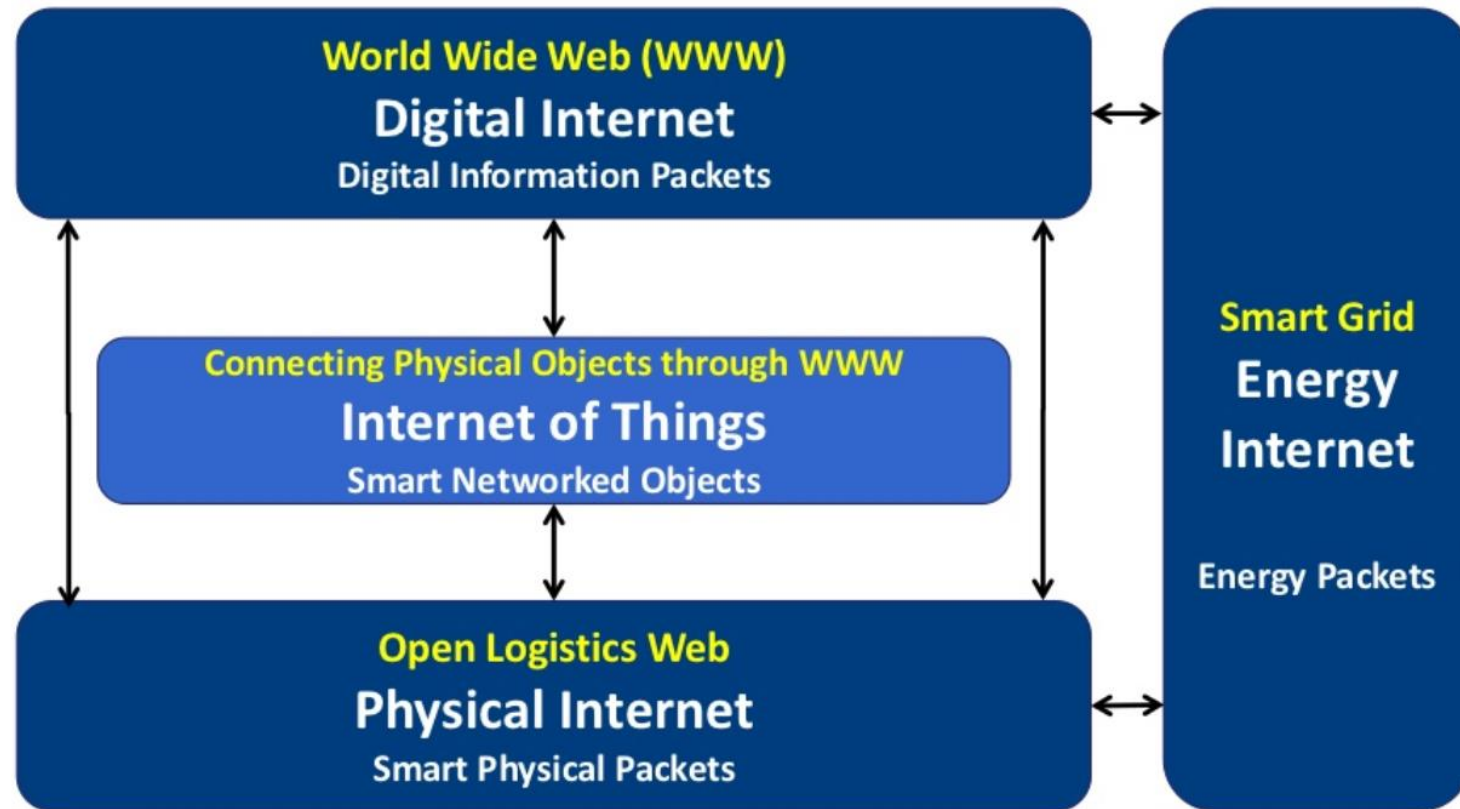 World Wide Web (WWW)
Digital Internet
Digital Information Packets
Connecting Physical Objects through WWW
Internet of Things
Smart Networked Objects
Open Logistics Web
Physical Internet
Smart Physical Packets
Smart Grid
Energy
Internet
Energy Packets